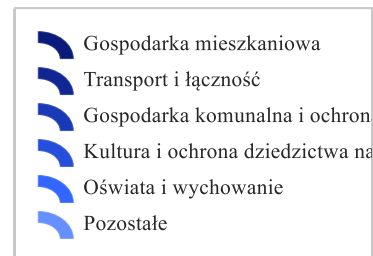 Gospodarka mieszkaniowa
Transport i łączność
Gospodarka komunalna i ochron
Kultura i ochrona dziedzictwa na
Oświata i wychowanie
Pozostałe